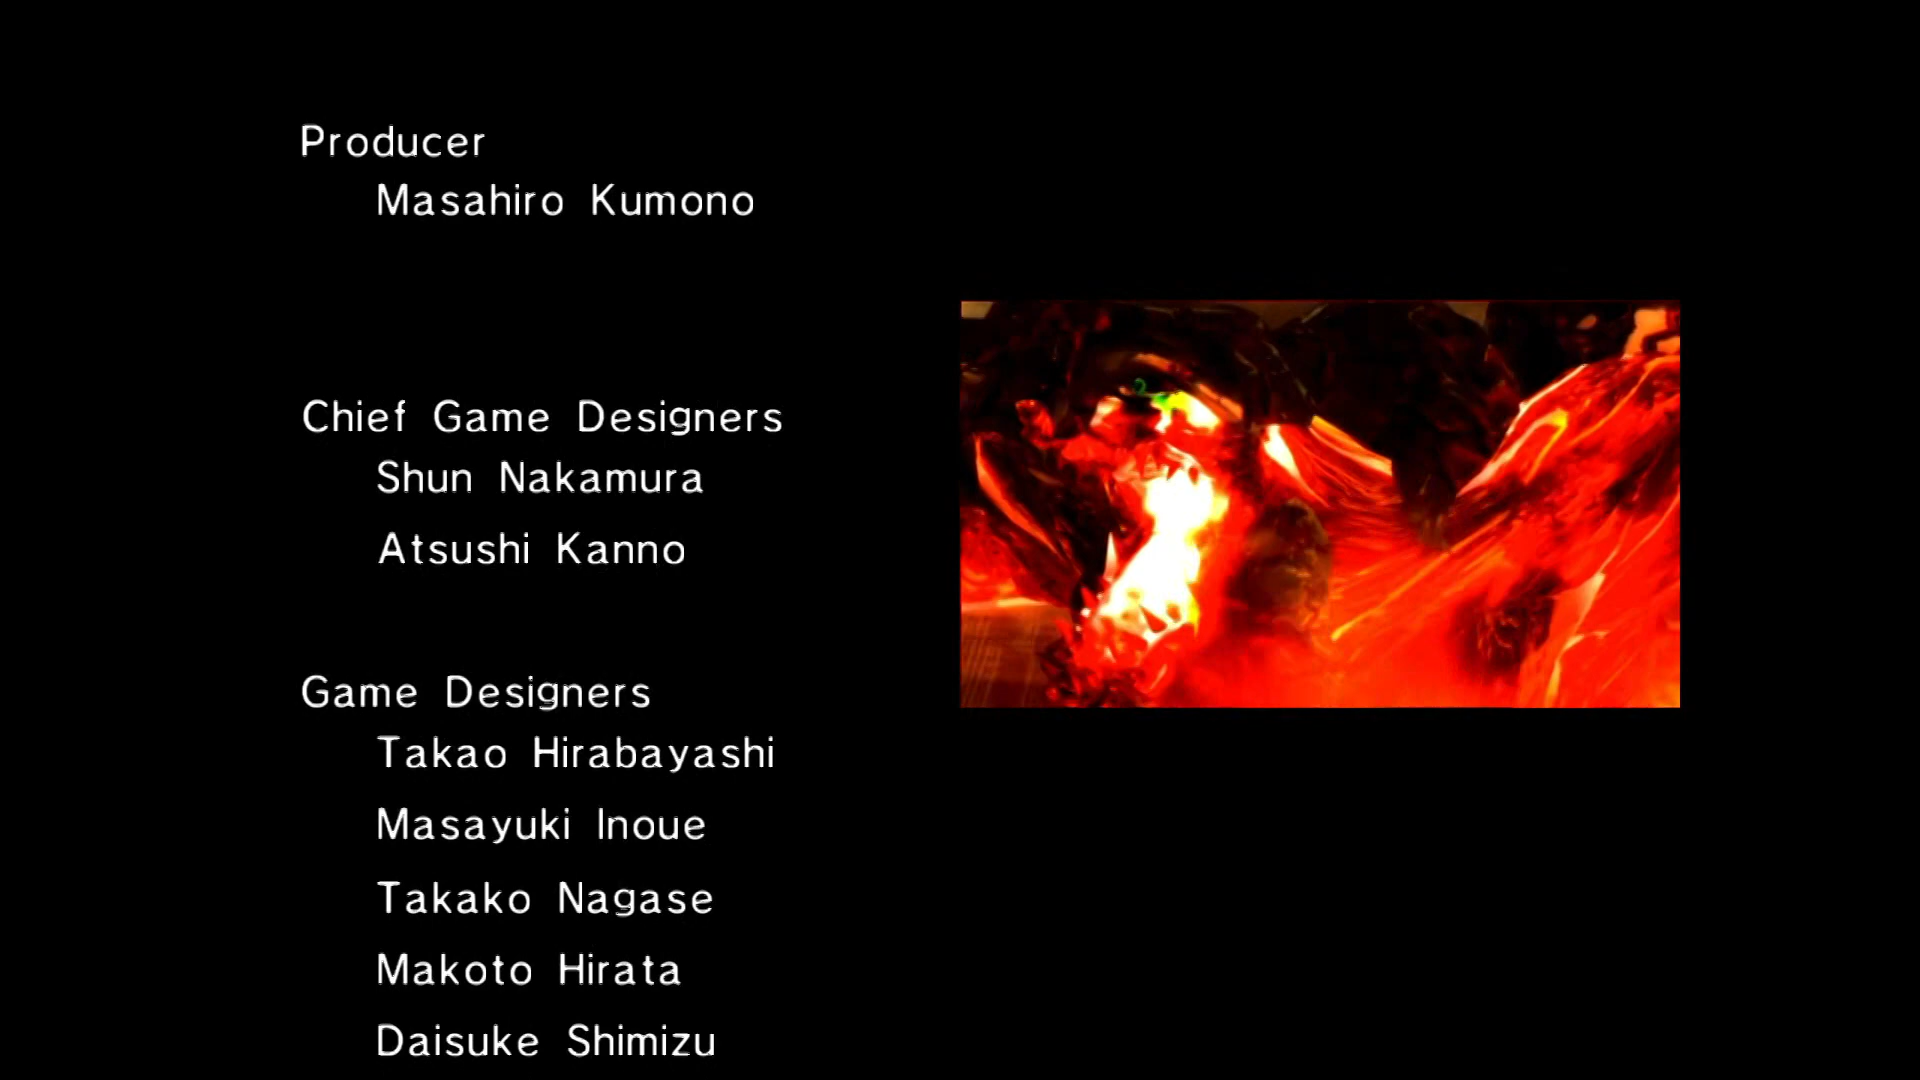 Producer
Masahiro Kumono
Chief Game Designers
Shun Nakamura
Atsushi Kanno
Game Designers
Takao Hirabayashi
Masayuki Inoue
Takako Nagase
Makoto Hirata
Daisuke Shimizu